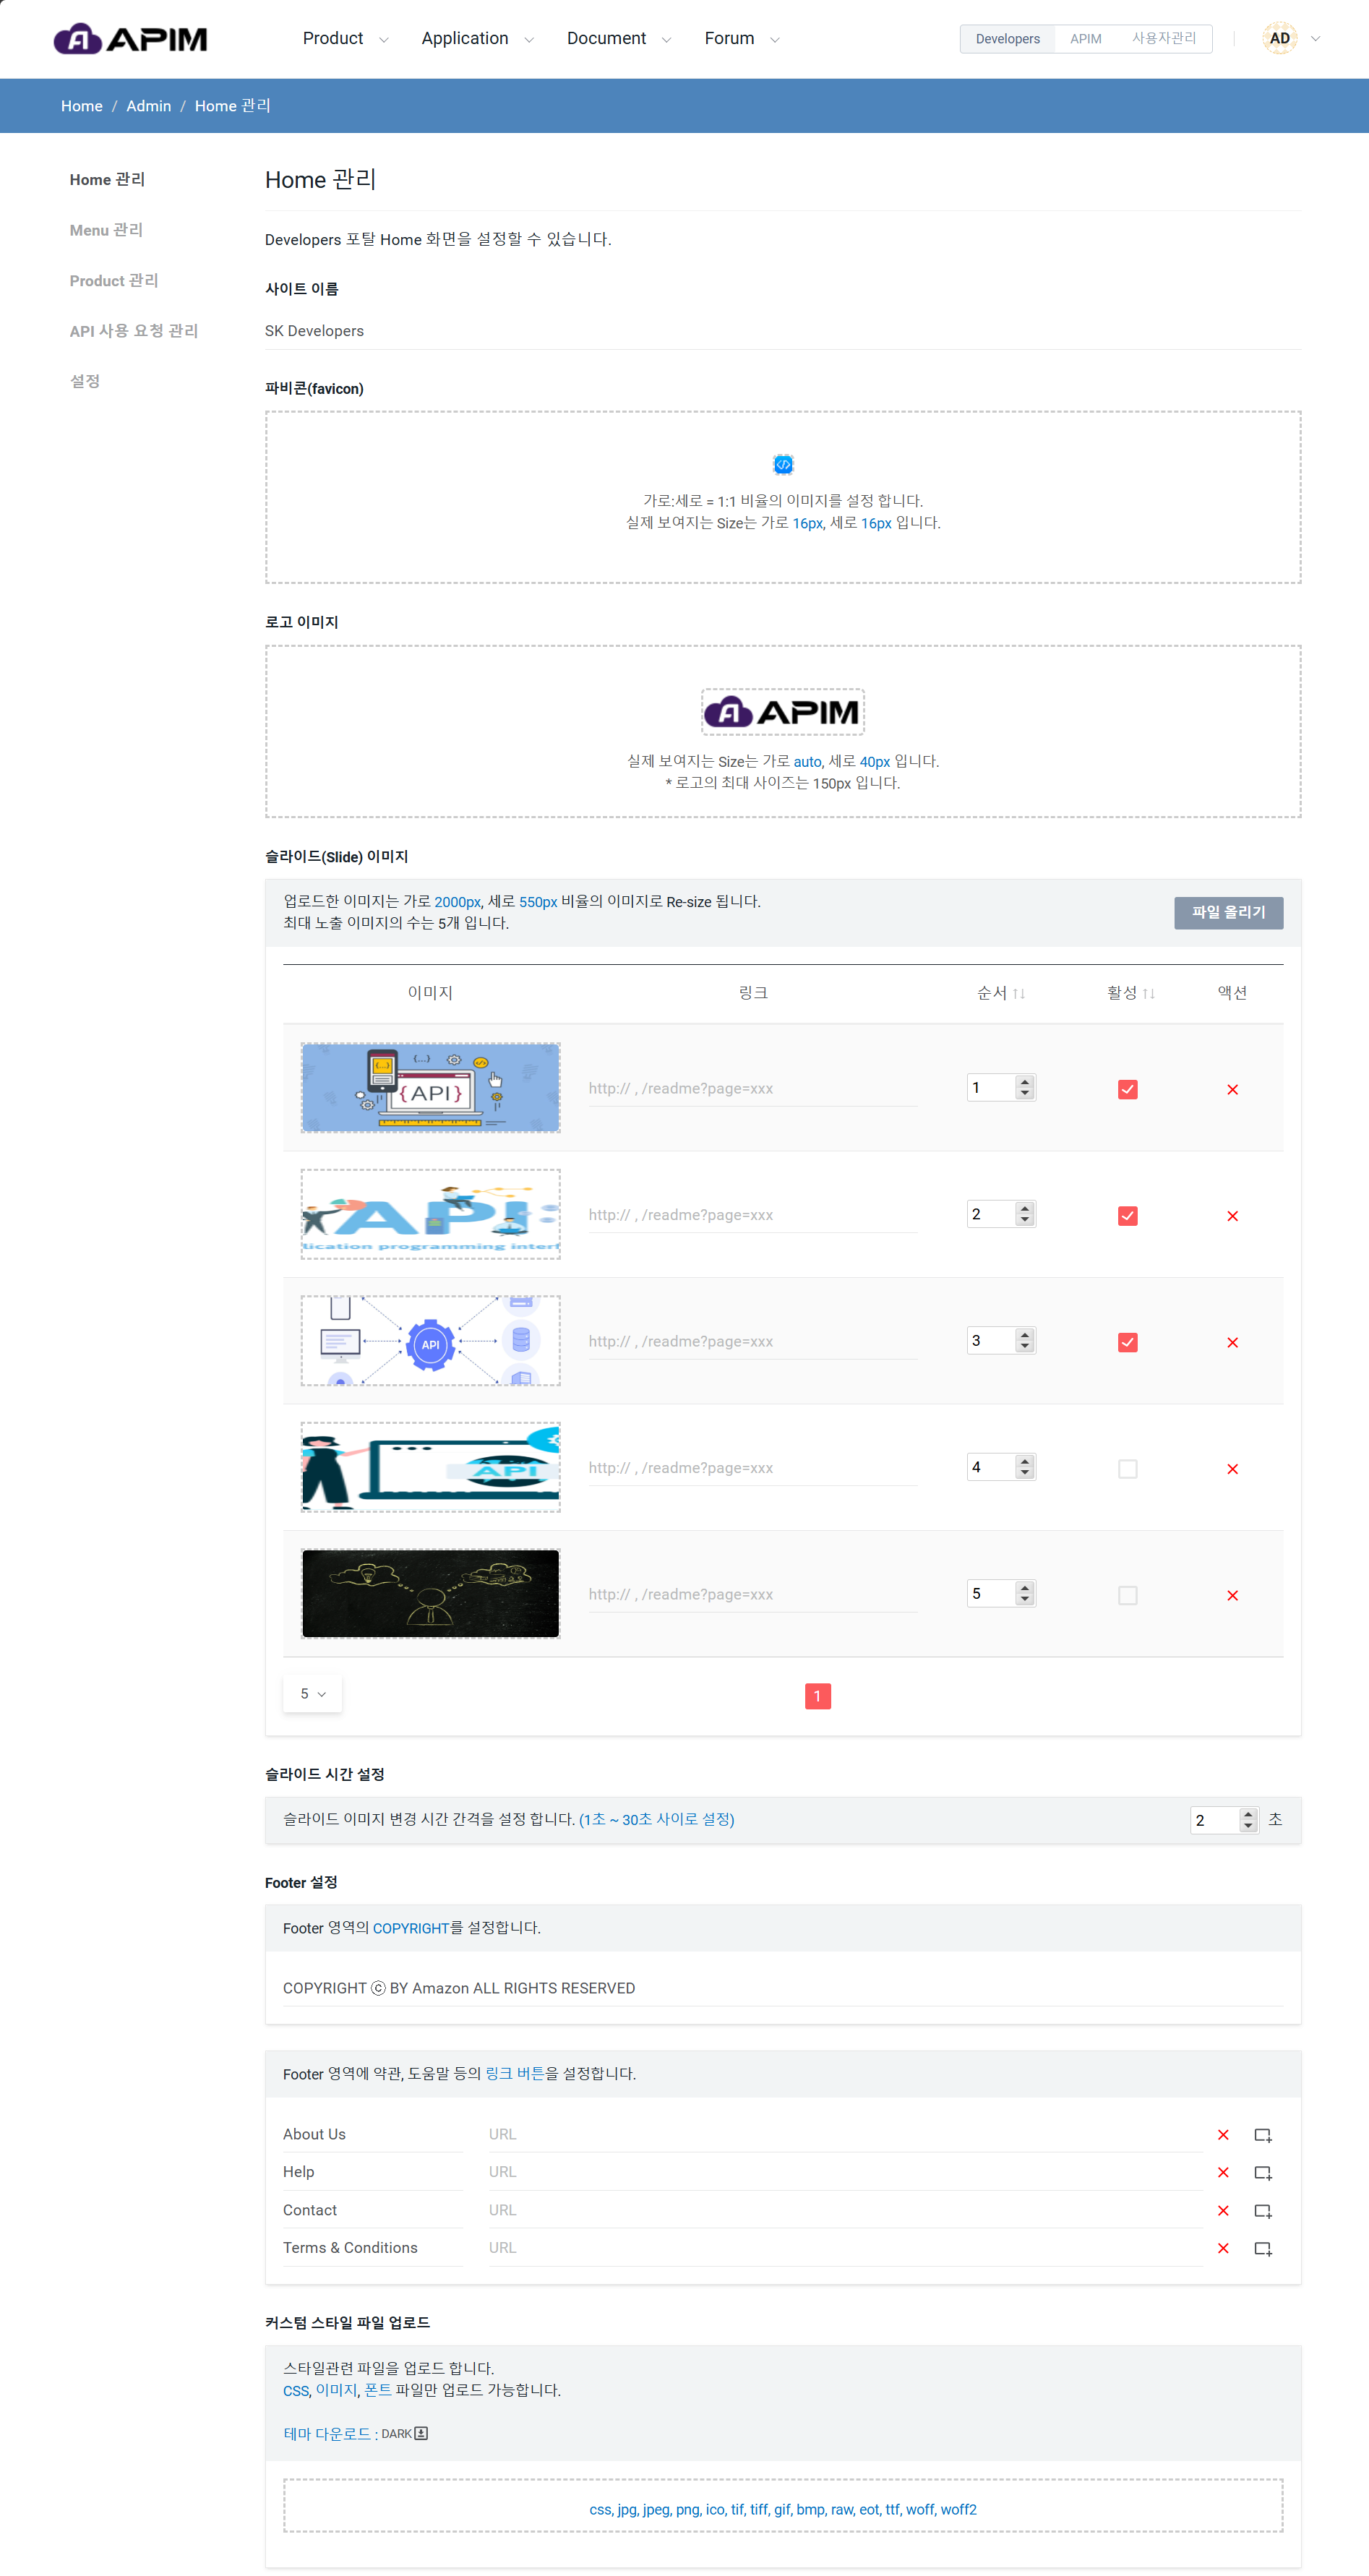 APIM
Product
Application
Document
Forum
Developers
APIM
사용자관리
AD
Home / Admin / Home 관리
Home 관리
Menu 관리
Product 관리
API 사용 요청 관리
설정
Home 관리
Developers 포탈 Home 화면을 설정할 수 있습니다.
사이트 이름
SK Developers
파비콘(favicon)
가로:세로 = 1:1 비율의 이미지를 설정 합니다.
실제 보여지는 Size는 가로 16px, 세로 16px 입니다.
로고 이미지
APIM
실제 보여지는 Size는 가로 auto, 세로 40px 입니다.
* 로고의 최대 사이즈는 150px 입니다.
슬라이드(Slide) 이미지
업로드한 이미지는 가로 2000px, 세로 550px 비율의 이미지로 Re-size 됩니다.
최대 노출 이미지의 수는 5개 입니다.
파일 올리기
이미지 링크 순서 활성 액션
{...}
{API}
http:// , /readme?page=xxx
1
API
lication programming interf
http:// , /readme?page=xxx
2
API
http:// , /readme?page=xxx
3
API
http:// , /readme?page=xxx
4
http:// , /readme?page=xxx
5
5
1
슬라이드 시간 설정
슬라이드 이미지 변경 시간 간격을 설정 합니다. (1초 ~ 30초 사이로 설정)
2 초
Footer 설정
Footer 영역의 COPYRIGHT를 설정합니다.
COPYRIGHT ⓒ BY Amazon ALL RIGHTS RESERVED
Footer 영역에 약관, 도움말 등의 링크 버튼을 설정합니다.
About Us URL
Help URL
Contact URL
Terms & Conditions URL
커스텀 스타일 파일 업로드
스타일관련 파일을 업로드 합니다.
CSS, 이미지, 폰트 파일만 업로드 가능합니다.
테마 다운로드 : DARK
css, jpg, jpeg, png, ico, tif, tiff, gif, bmp, raw, eot, ttf, woff, woff2